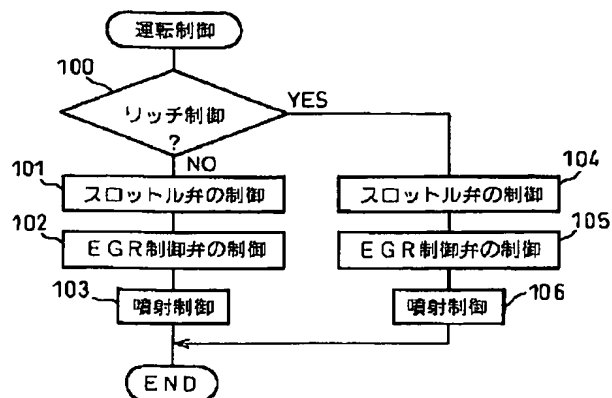 運転制御
100
リッチ制御
?
YES
NO
101
スロットル弁の制御
102
EGR制御弁の制御
103
噴射制御
104
スロットル弁の制御
105
EGR制御弁の制御
106
噴射制御
END